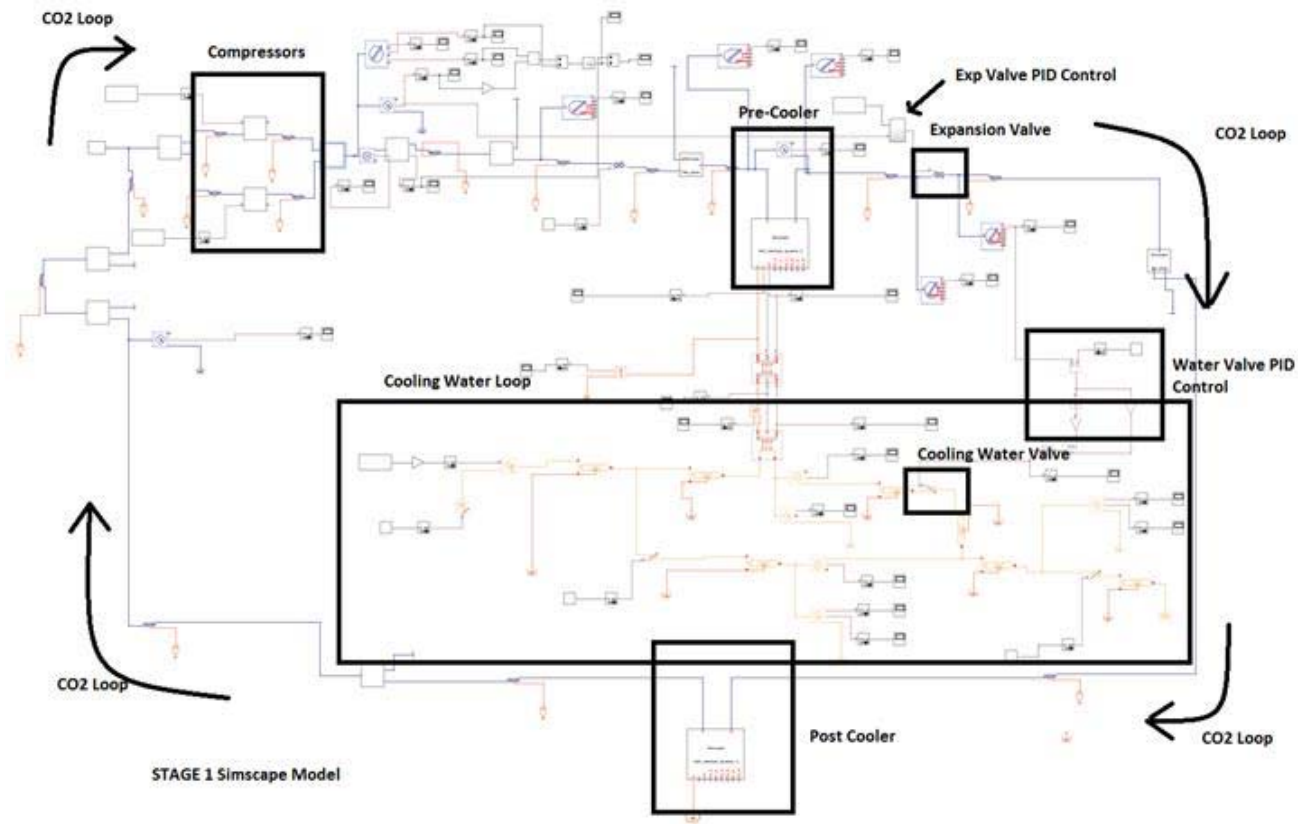 CO2 Loop
Compressors
Exp Valve PID Control
Pre-Cooler
Expansion Valve
CO2 Loop
Water Valve PID
Control
Cooling Water Loop
Cooling Water Valve
CO2 Loop
Post Cooler
CO2 Loop
STAGE 1 Simscape Model